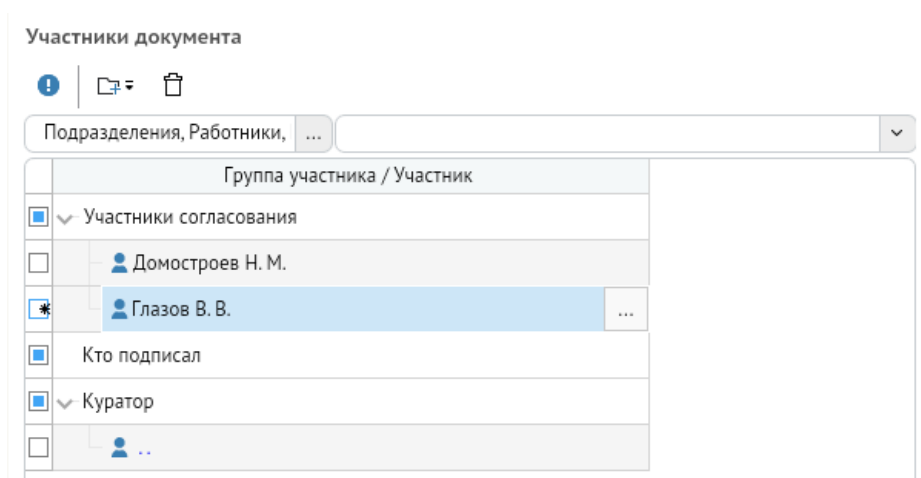 Участники документа
Подразделения, Работники, ...
Группа участника / Участник
Участники согласования
Домостроев Н. М.
Глазов В. В. ...
Кто подписал
Куратор
. .